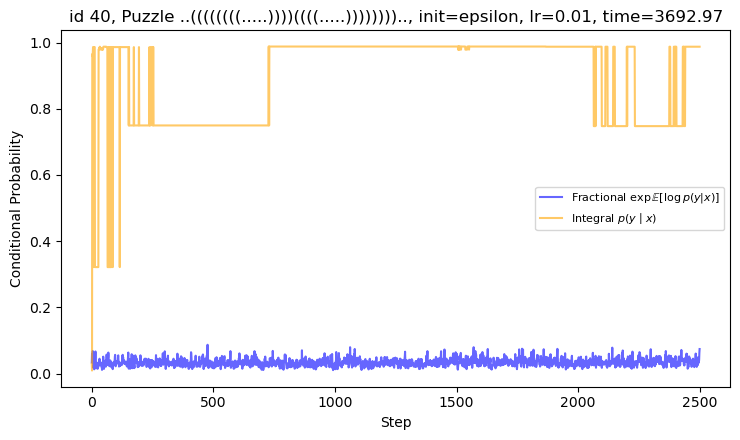 id 40, Puzzle ..((((((((.....))))((((.....)))))))).., init=epsilon, lr=0.01, time=3692.97
1.0
0.8
0.6
0.4
0.2
0.0
Conditional Probability
Fractional exp𝔼[log p(y|x)]
Integral p(y | x)
0
500
1000
1500
2000
2500
Step